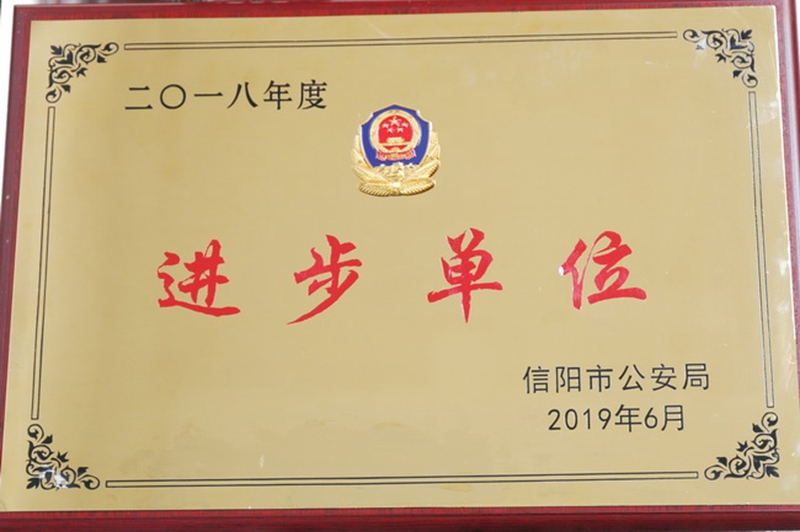 二〇一八年度
进步单位
信阳市公安局
2019年6月